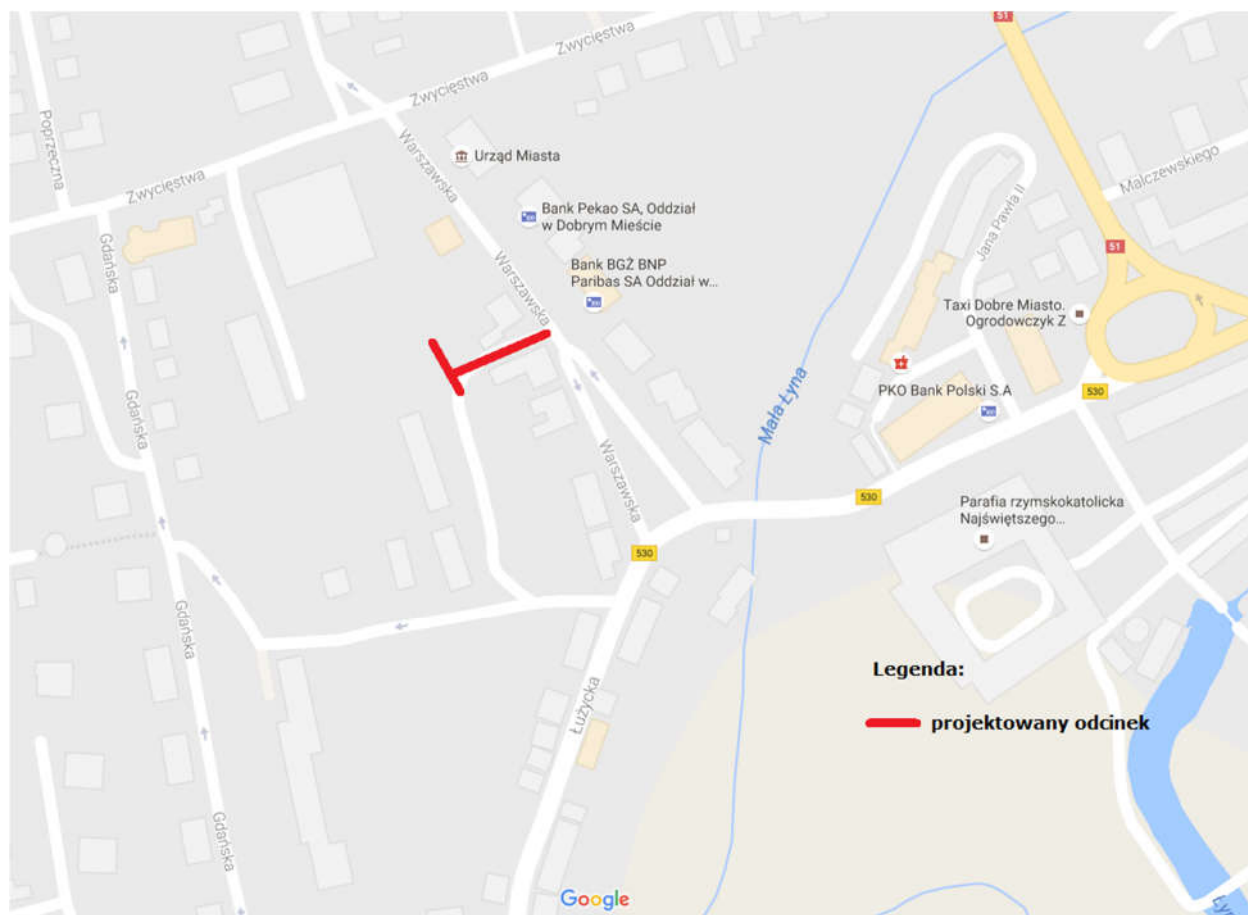 51
51
Zwycięstwa
Zwycięstwa
Poprzeczna
Warszawska
Urząd Miasta
Malczewskiego
Zwycięstwa
Bank Pekao SA, Oddział
w Dobrym Mieście
Jana Pawła II
51
Gdańska
Warszawska
Bank BGŻ BNP
Paribas SA Oddział w...
Taxi Dobre Miasto.
Ogrodowczyk Z
Mała Łyna
PKO Bank Polski S.A
530
Gdańska
Warszawska
530
Parafia rzymskokatolicka
Najświętszego...
530
Gdańska
Legenda:
Łużycka
projektowany odcinek
Gdańska
Google